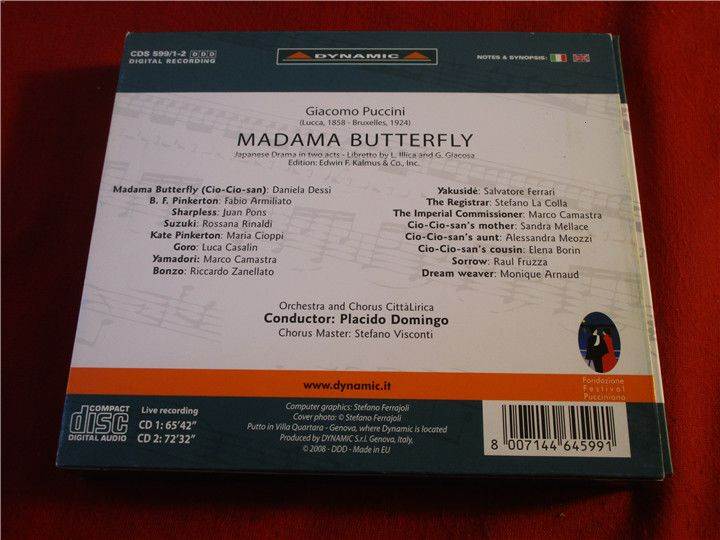 CDS 599/1-2 DDD
DIGITAL RECORDING
DYNAMIC
NOTES & SYNOPSIS:
Giacomo Puccini
(Lucca, 1858 - Bruxelles, 1924)
MADAMA BUTTERFLY
Japanese Drama in two acts - Libretto by L. Illica and G. Giacosa
Edition: Edwin F. Kalmus & Co., Inc.
Madama Butterfly (Cio-Cio-san): Daniela Dessì
B. F. Pinkerton: Fabio Armiliato
Sharpless: Juan Pons
Suzuki: Rossana Rinaldi
Kate Pinkerton: Maria Cioppi
Goro: Luca Casalin
Yamadori: Marco Camastra
Bonzo: Riccardo Zanellato
Yakusidé: Salvatore Ferrari
The Registrar: Stefano La Colla
The Imperial Commissioner: Marco Camastra
Cio-Cio-san's mother: Sandra Mellace
Cio-Cio-san's aunt: Alessandra Meozzi
Cio-Cio-san's cousin: Elena Borin
Sorrow: Raul Fruzza
Dream weaver: Monique Arnaud
Orchestra and Chorus CittàLirica
Conductor: Placido Domingo
Chorus Master: Stefano Visconti
Fondazione
Festival
Pucciniano
www.dynamic.it
COMPACT
disc
DIGITAL AUDIO
Live recording
CD 1: 65'42"
CD 2: 72'32"
Computer graphics: Stefano Ferrajoli
Cover photo: © Stefano Ferrajoli
Putto in Villa Quartara - Genova, where Dynamic is located
Produced by DYNAMIC S.r.l. Genova, Italy,
© 2008 - DDD - Made in EU
8 007144 645991